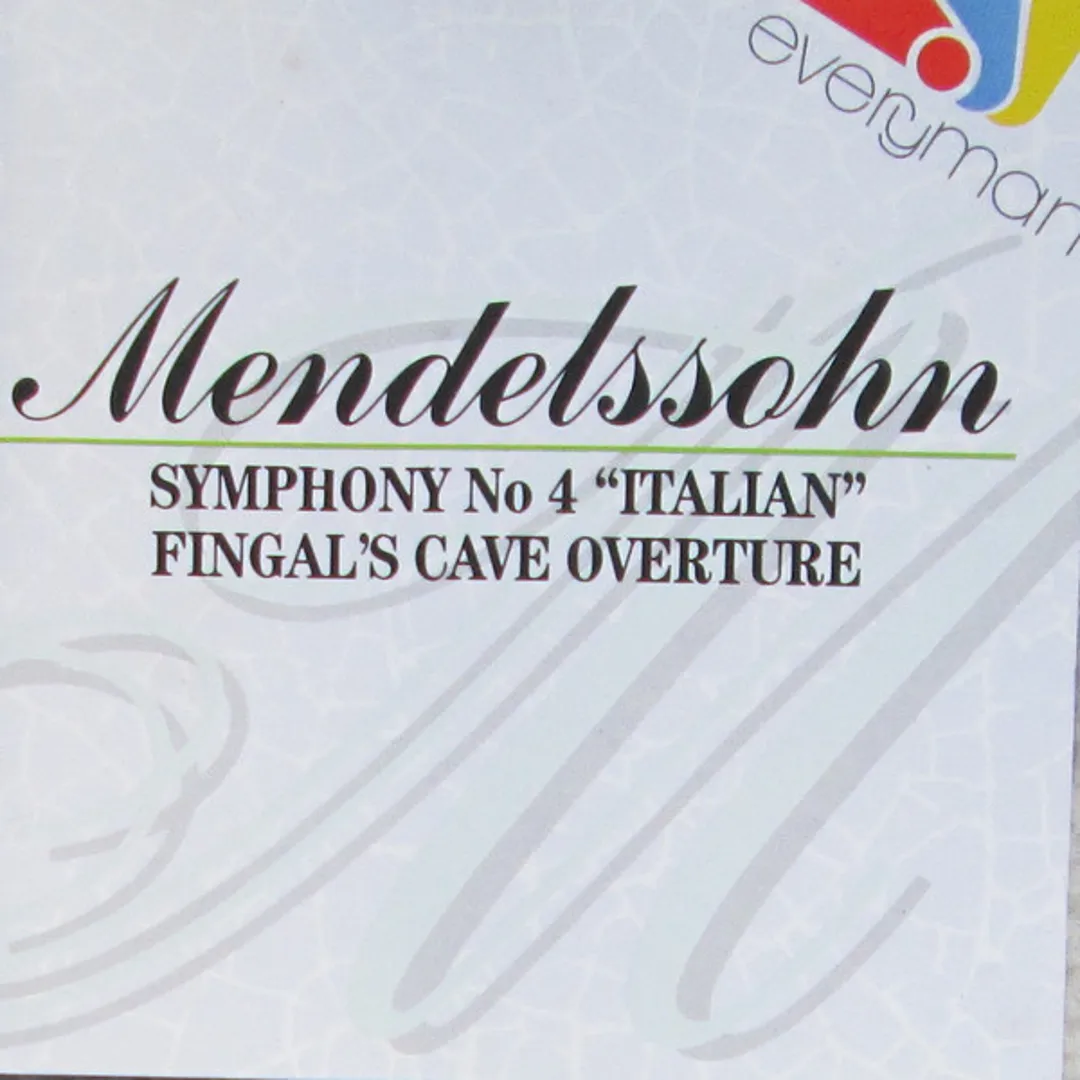 everyman
Mendelssohn
SYMPHONY No 4 “ITALIAN”
FINGAL’S CAVE OVERTURE